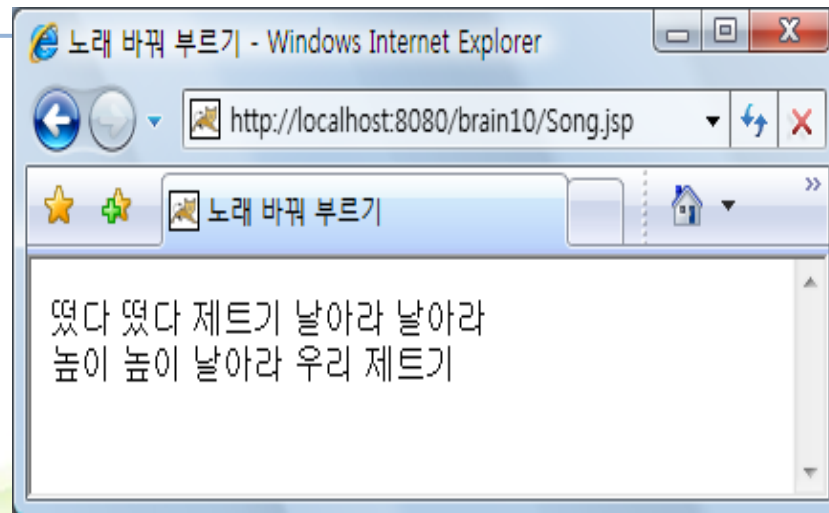 노래 바꿔 부르기 - Windows Internet Explorer
http://localhost:8080/brain10/Song.jsp
노래 바꿔 부르기
떴다 떴다 제트기 날아라 날아라
높이 높이 날아라 우리 제트기